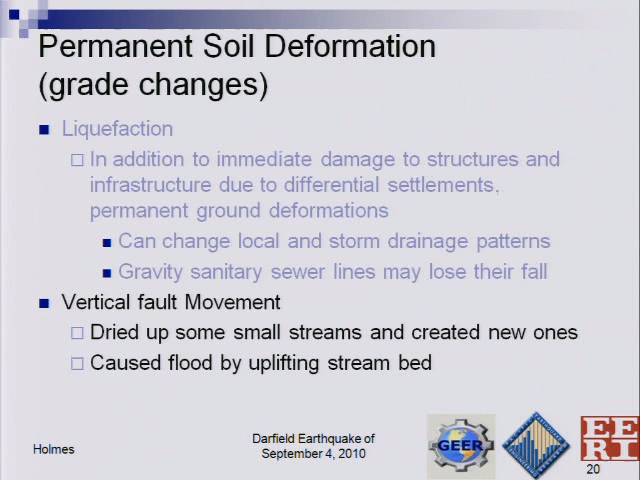 Permanent Soil Deformation
(grade changes)
Liquefaction
In addition to immediate damage to structures and
infrastructure due to differential settlements,
permanent ground deformations
Can change local and storm drainage patterns
Gravity sanitary sewer lines may lose their fall
Vertical fault Movement
Dried up some small streams and created new ones
Caused flood by uplifting stream bed
Holmes
Darfield Earthquake of
September 4, 2010
GEER
EE
RI
20